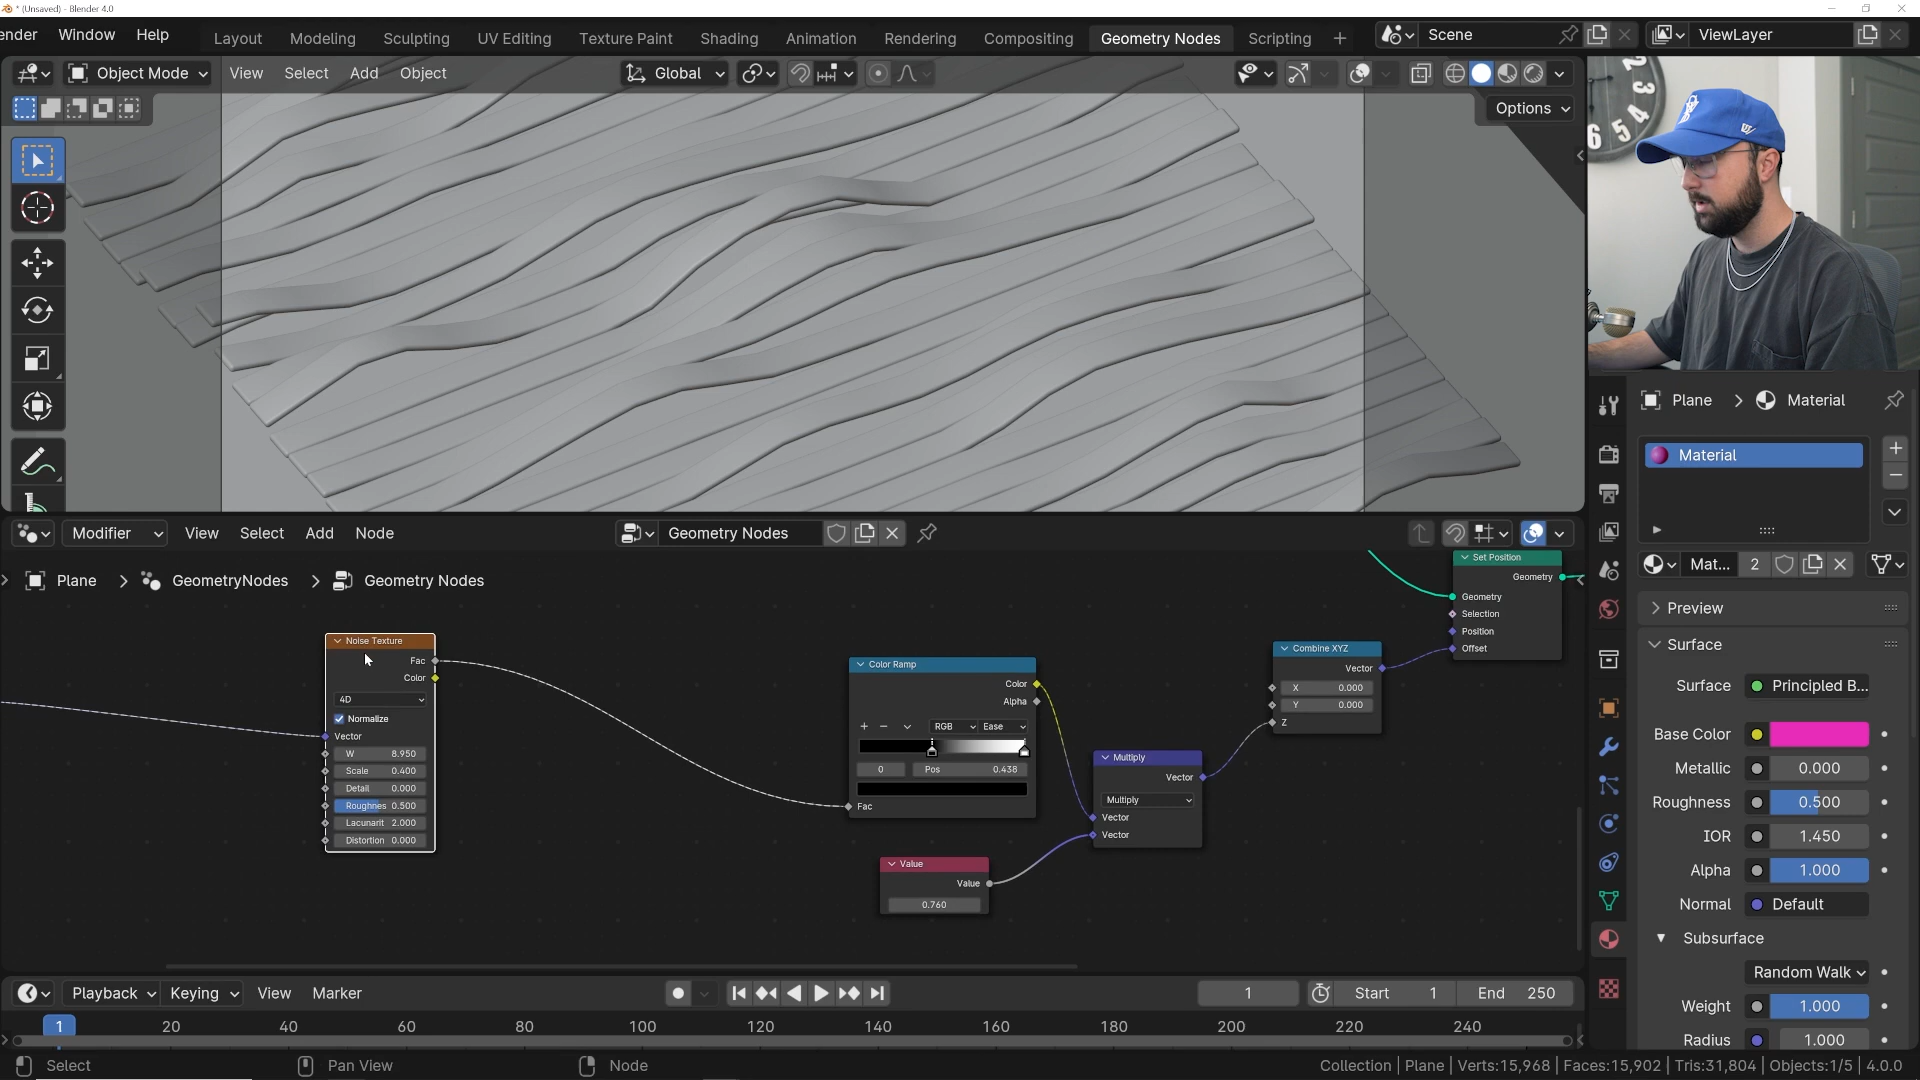 * (Unsaved) - Blender 4.0
ender Window Help Layout Modeling Sculpting UV Editing Texture Paint Shading Animation Rendering Compositing Geometry Nodes Scripting + Scene ViewLayer
Object Mode View Select Add Object Global
Options
2 3 4 5 6
Modifier View Select Add Node Geometry Nodes
Plane > GeometryNodes > Geometry Nodes
Noise Texture
Fac
Color
4D
Normalize
Vector
W 8.950
Scale 0.400
Detail 0.000
Roughnes 0.500
Lacunarit 2.000
Distortion 0.000
Color Ramp
Color
Alpha
RGB Ease
0 Pos 0.438
Fac
Value
Value
0.760
Multiply
Vector
Multiply
Vector
Vector
Combine XYZ
Vector
X 0.000
Y 0.000
Z
Set Position
Geometry
Geometry
Selection
Position
Offset
Plane > Material
Material
Mat... 2
Preview
Surface
Surface Principled B...
Base Color
Metallic 0.000
Roughness 0.500
IOR 1.450
Alpha 1.000
Normal Default
Subsurface
Random Walk
Weight 1.000
Radius 1.000
Playback Keying View Marker 1 Start 1 End 250
1 20 40 60 80 100 120 140 160 180 200 220 240
Select Pan View Node Collection | Plane | Verts:15,968 | Faces:15,902 | Tris:31,804 | Objects:1/5 | 4.0.0